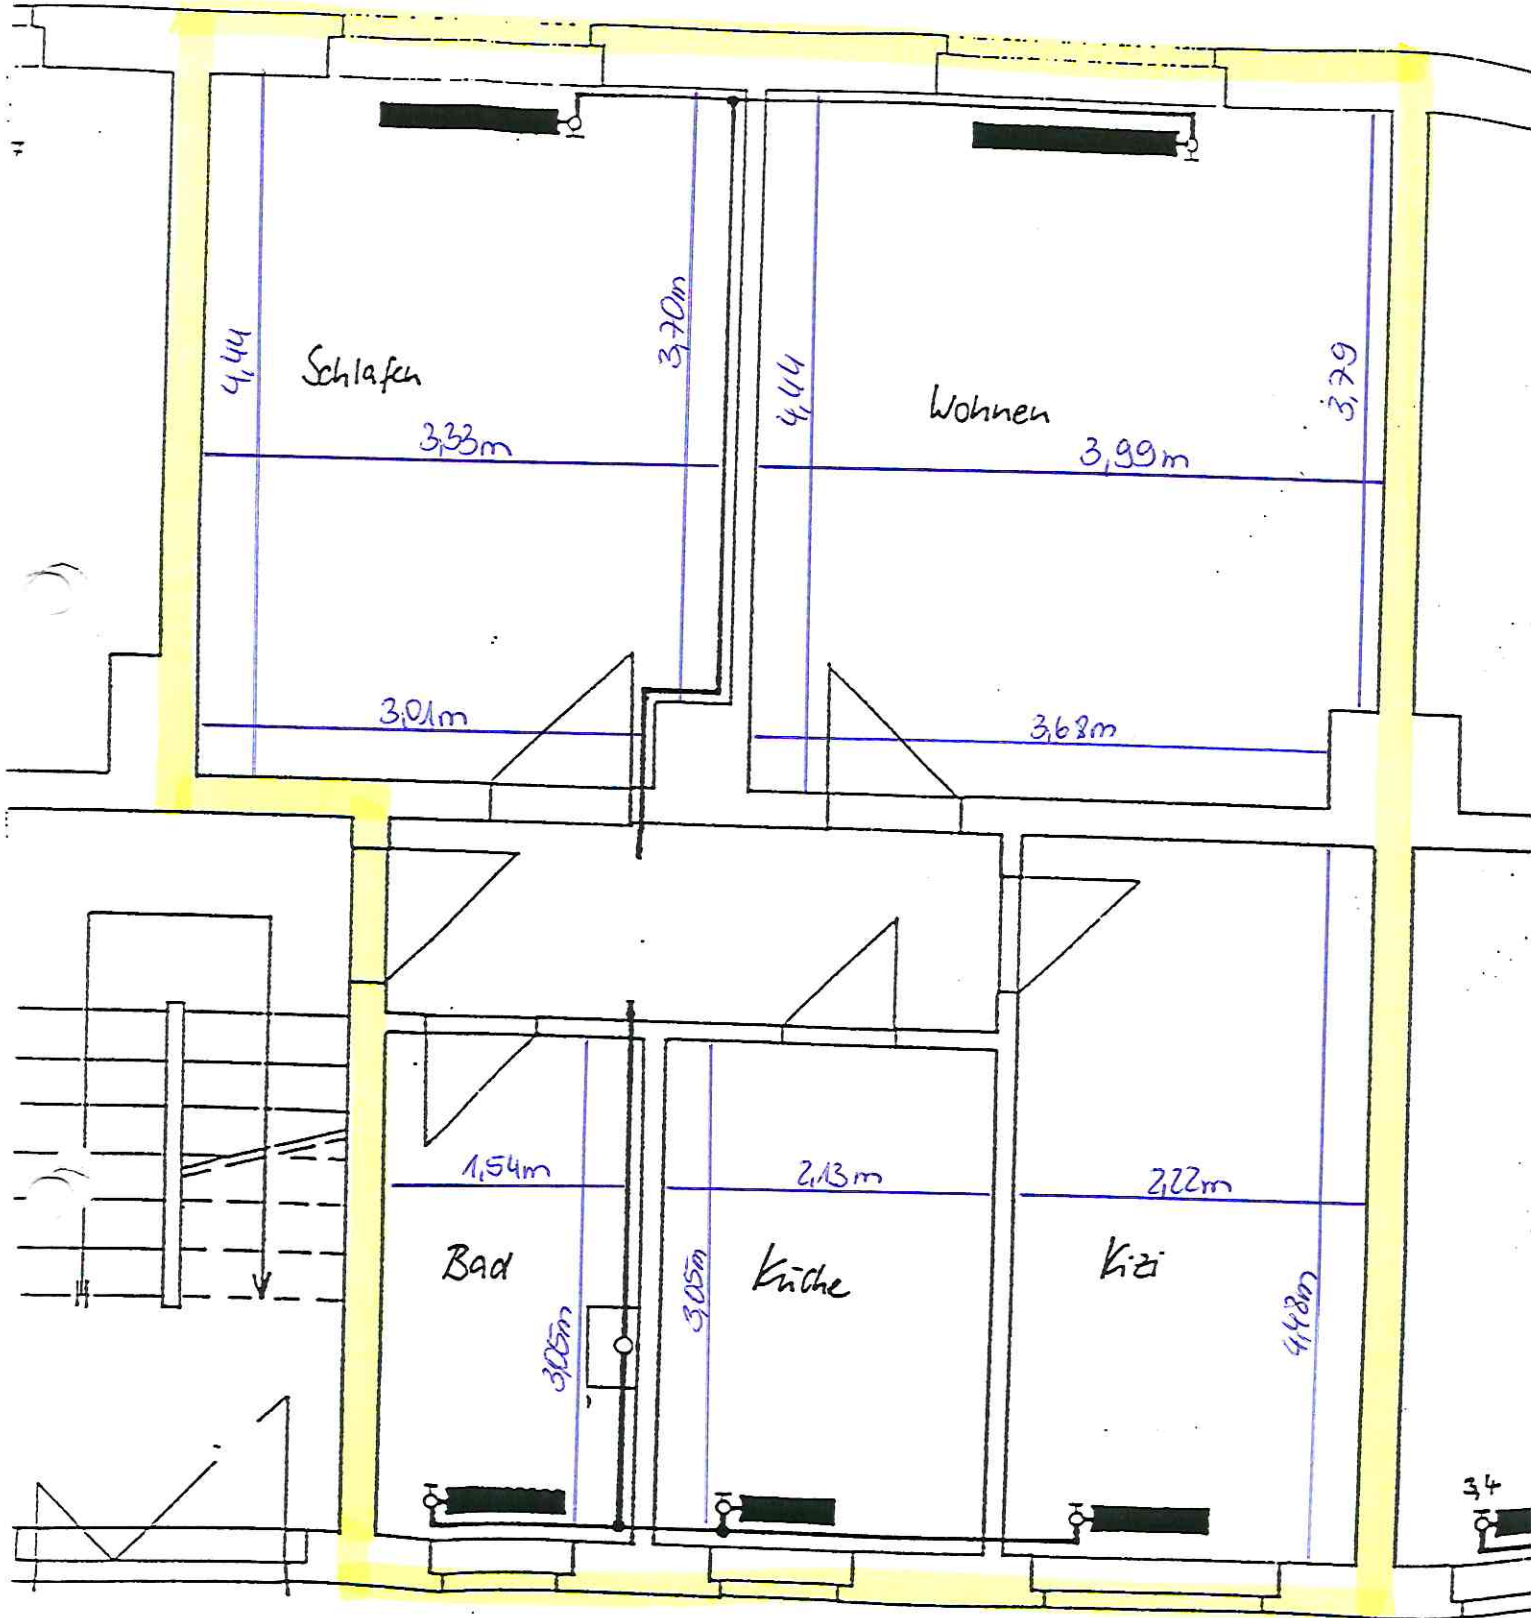 4,44
Schlafen
3,70m
3,33m
3,01m
4,44
Wohnen
3,79
3,99m
3,68m
1,54m
Bad
3,05m
2,13m
Küche
3,05m
2,22m
Kizi
4,48m
3,4